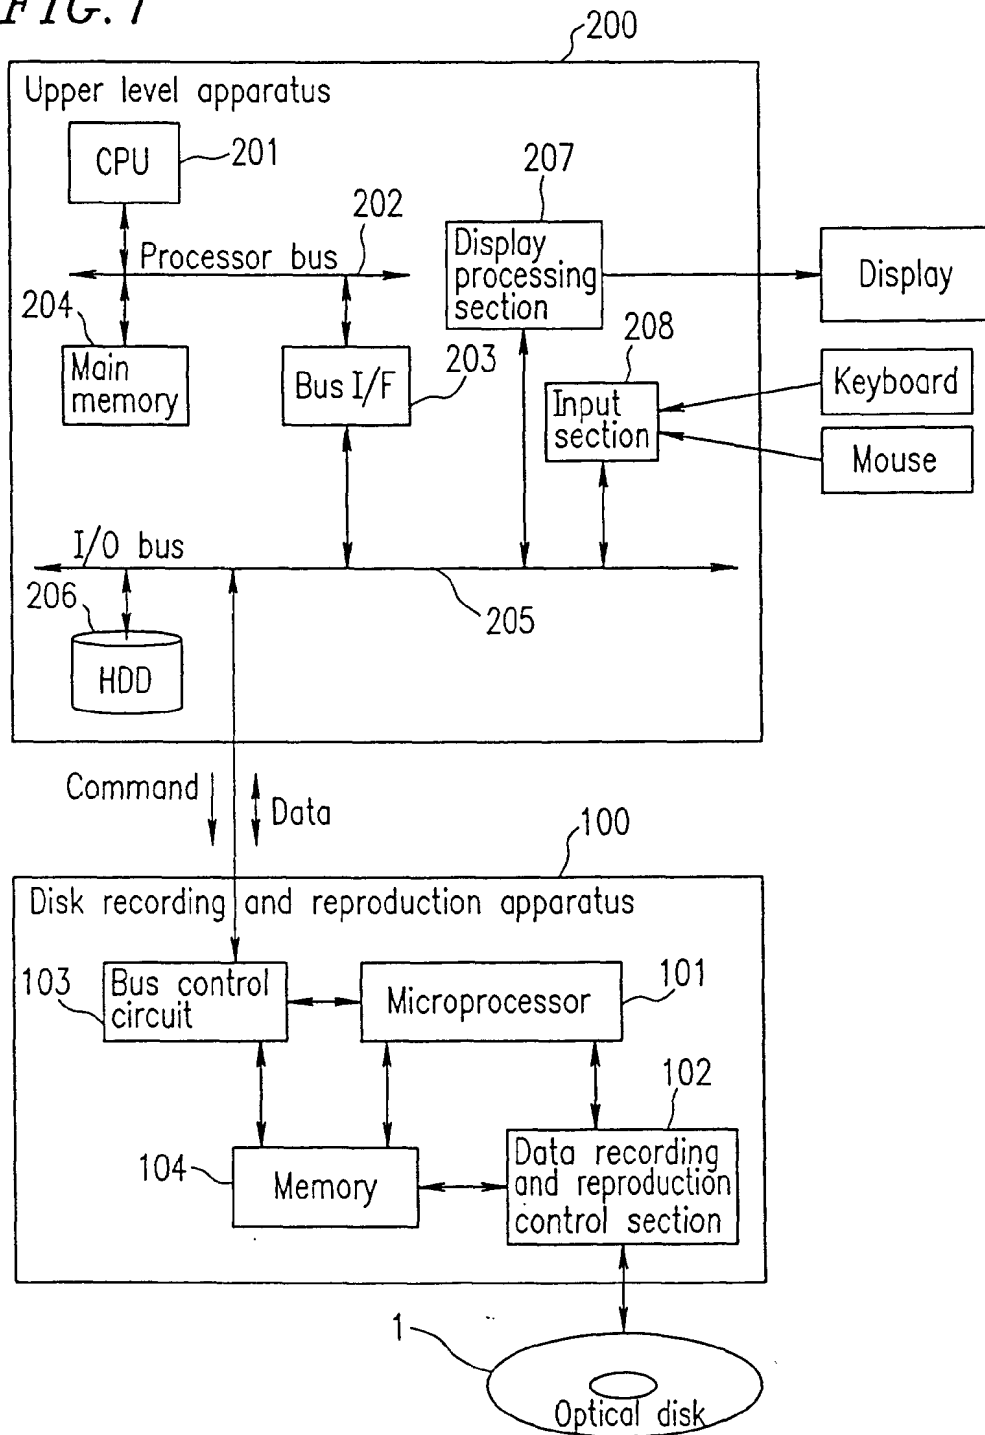 FIG. 7
200
Upper level apparatus
CPU
201
207
202
Processor bus
Display
processing
section
Display
204
208
Main
memory
Bus I/F
203
Input
section
Keyboard
Mouse
I/O bus
206
205
HDD
Command
Data
100
Disk recording and reproduction apparatus
103
Bus control
circuit
Microprocessor
101
102
104
Memory
Data recording
and reproduction
control section
1
Optical disk